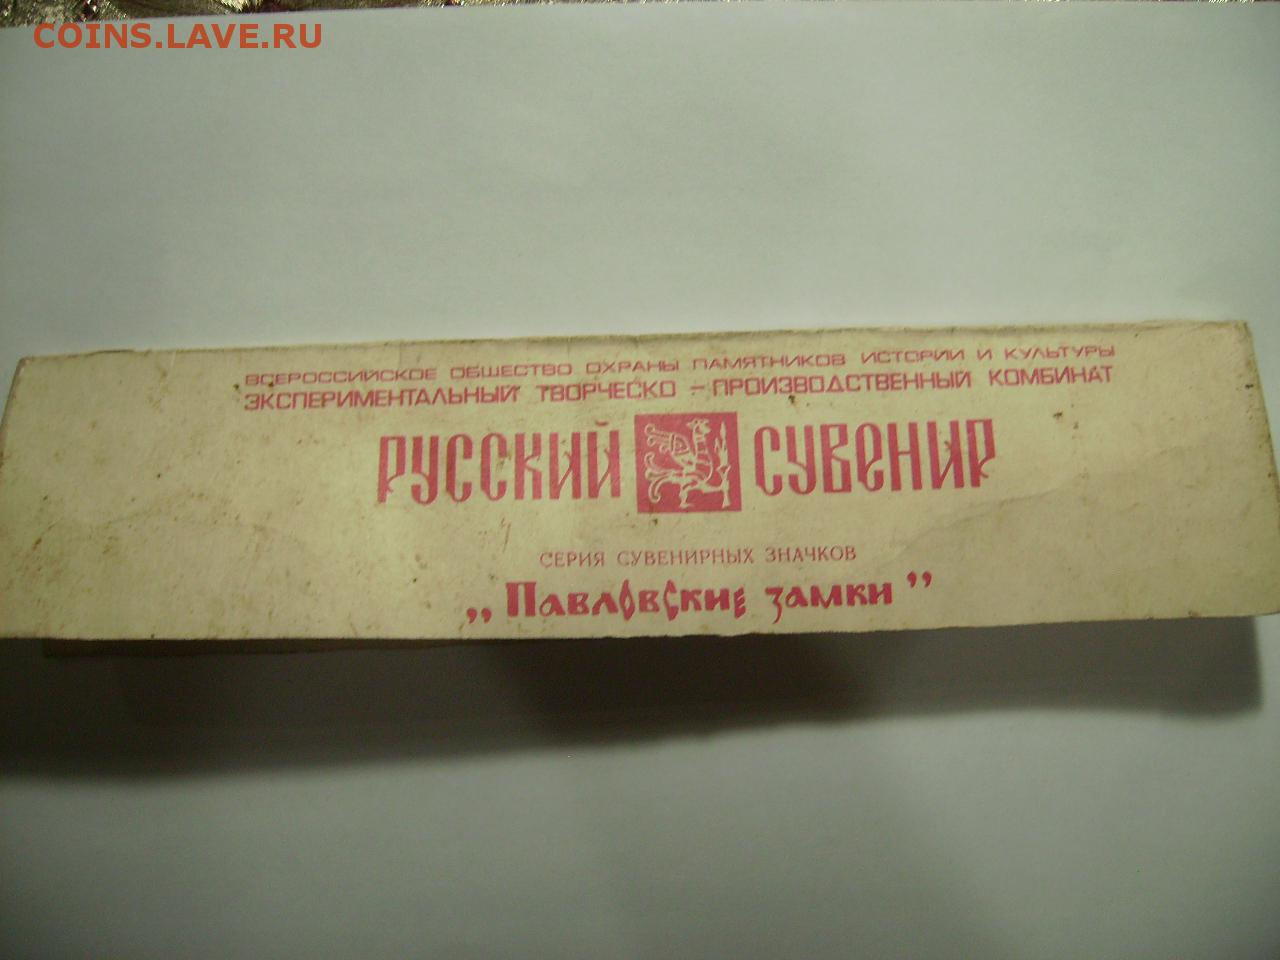 COINS.LAVE.RU
ВСЕРОССИЙСКОЕ ОБЩЕСТВО ОХРАНЫ ПАМЯТНИКОВ ИСТОРИИ И КУЛЬТУРЫ
ЭКСПЕРИМЕНТАЛЬНЫЙ ТВОРЧЕСКО – ПРОИЗВОДСТВЕННЫЙ КОМБИНАТ
РУССКИЙ СУВЕНИР
СЕРИЯ СУВЕНИРНЫХ ЗНАЧКОВ
„Павловские замки”